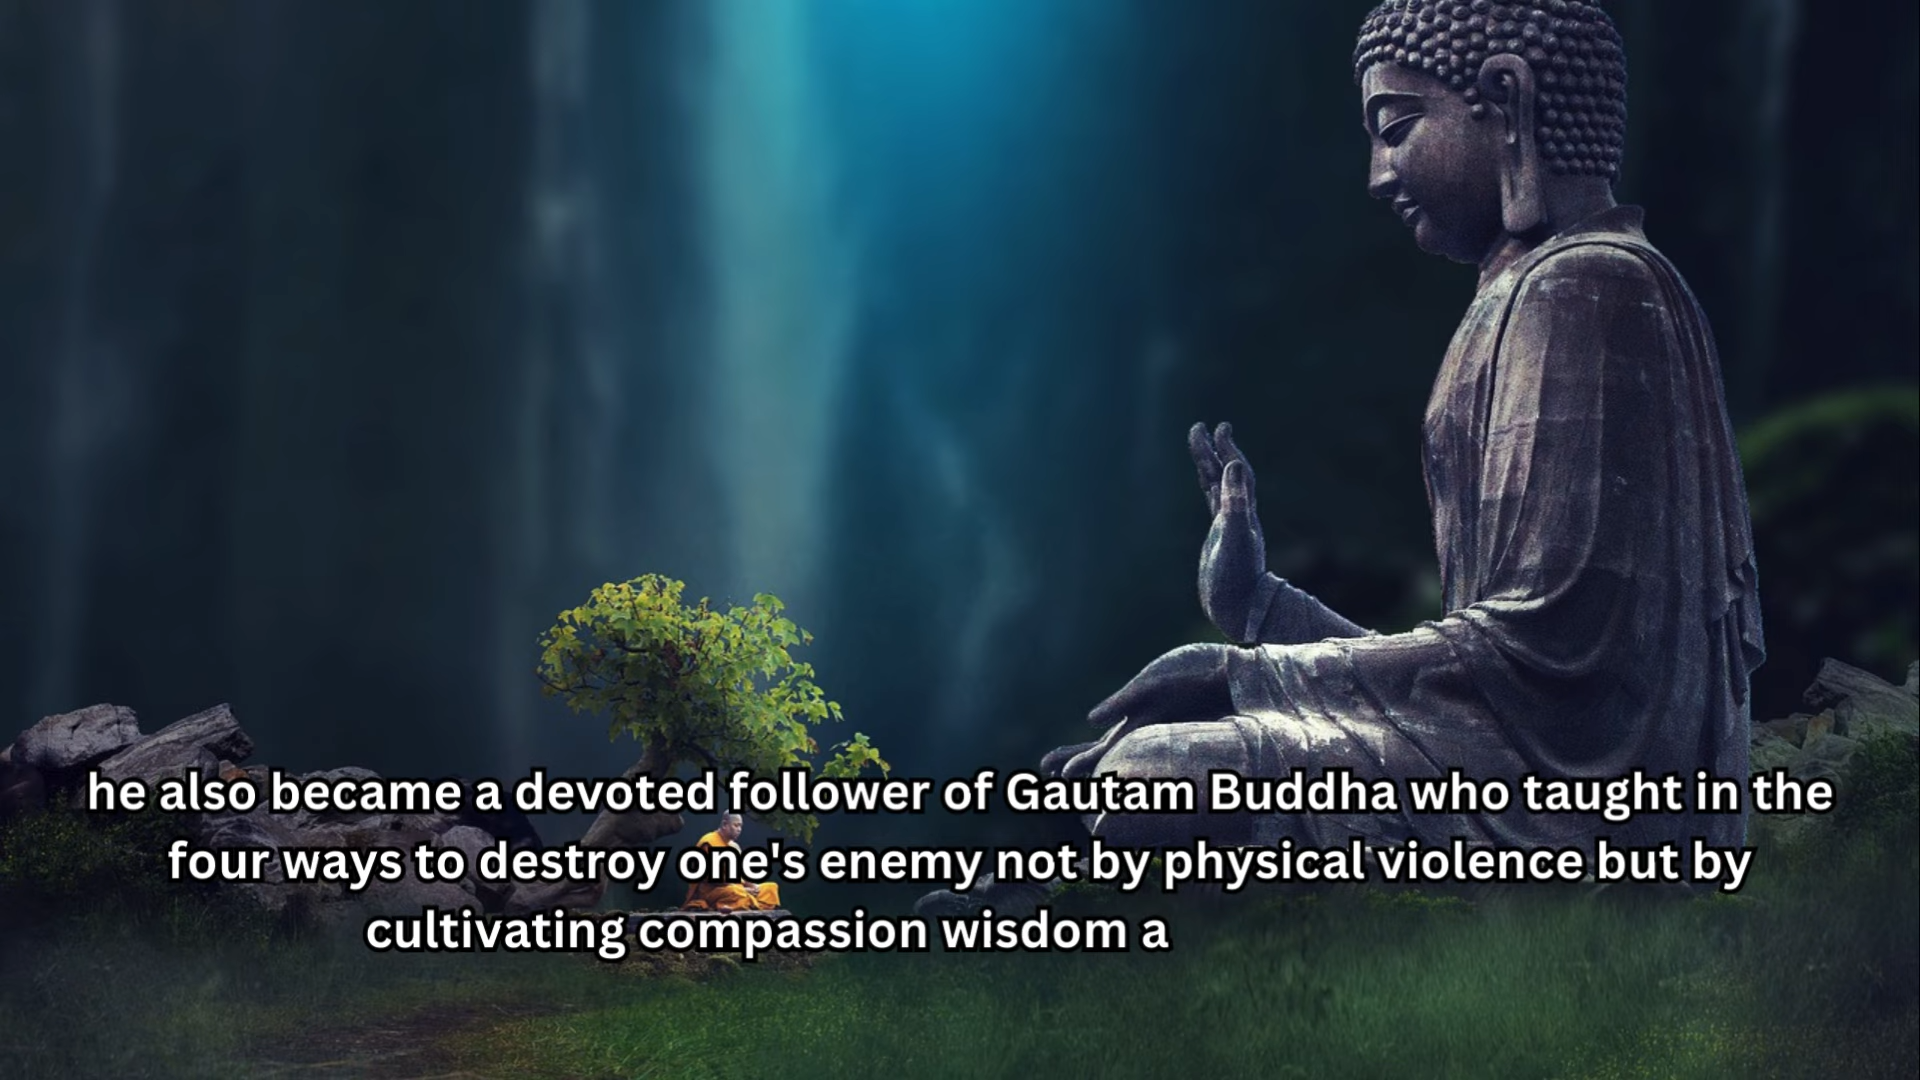 he also became a devoted follower of Gautam Buddha who taught in the
four ways to destroy one's enemy not by physical violence but by
cultivating compassion wisdom a